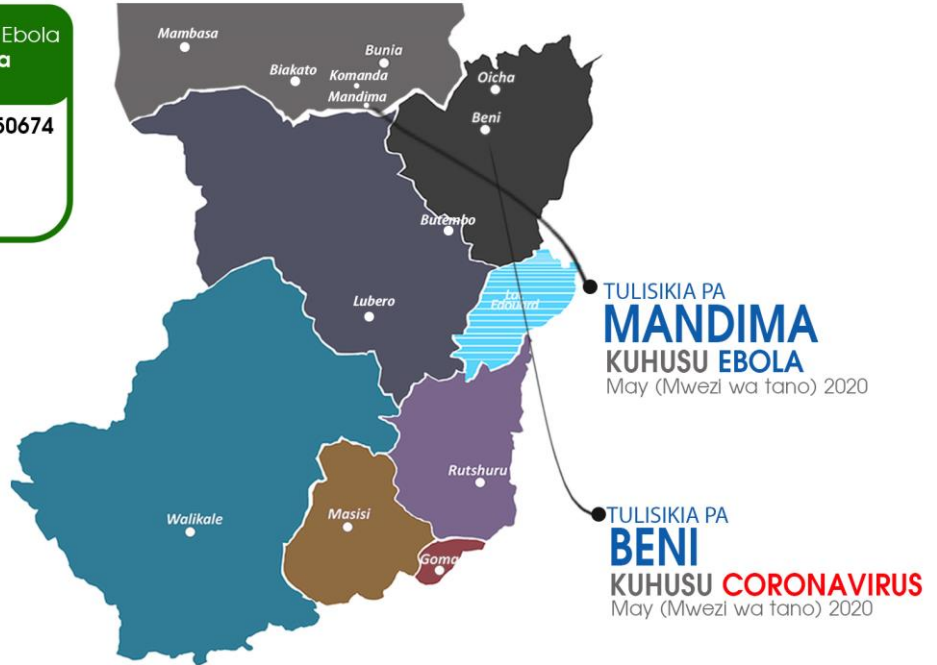 Ebola
a
60674
Mambasa
Bunia
Biakato
Komanda
Mandima
Oicha
Beni
Butembo
Lubero
Edouard
TULISIKIA PA
MANDIMA
KUHUSU EBOLA
May (Mwezi wa tano) 2020
Rutshuru
Walikale
Masisi
Goma
TULISIKIA PA
BENI
KUHUSU CORONAVIRUS
May (Mwezi wa tano) 2020